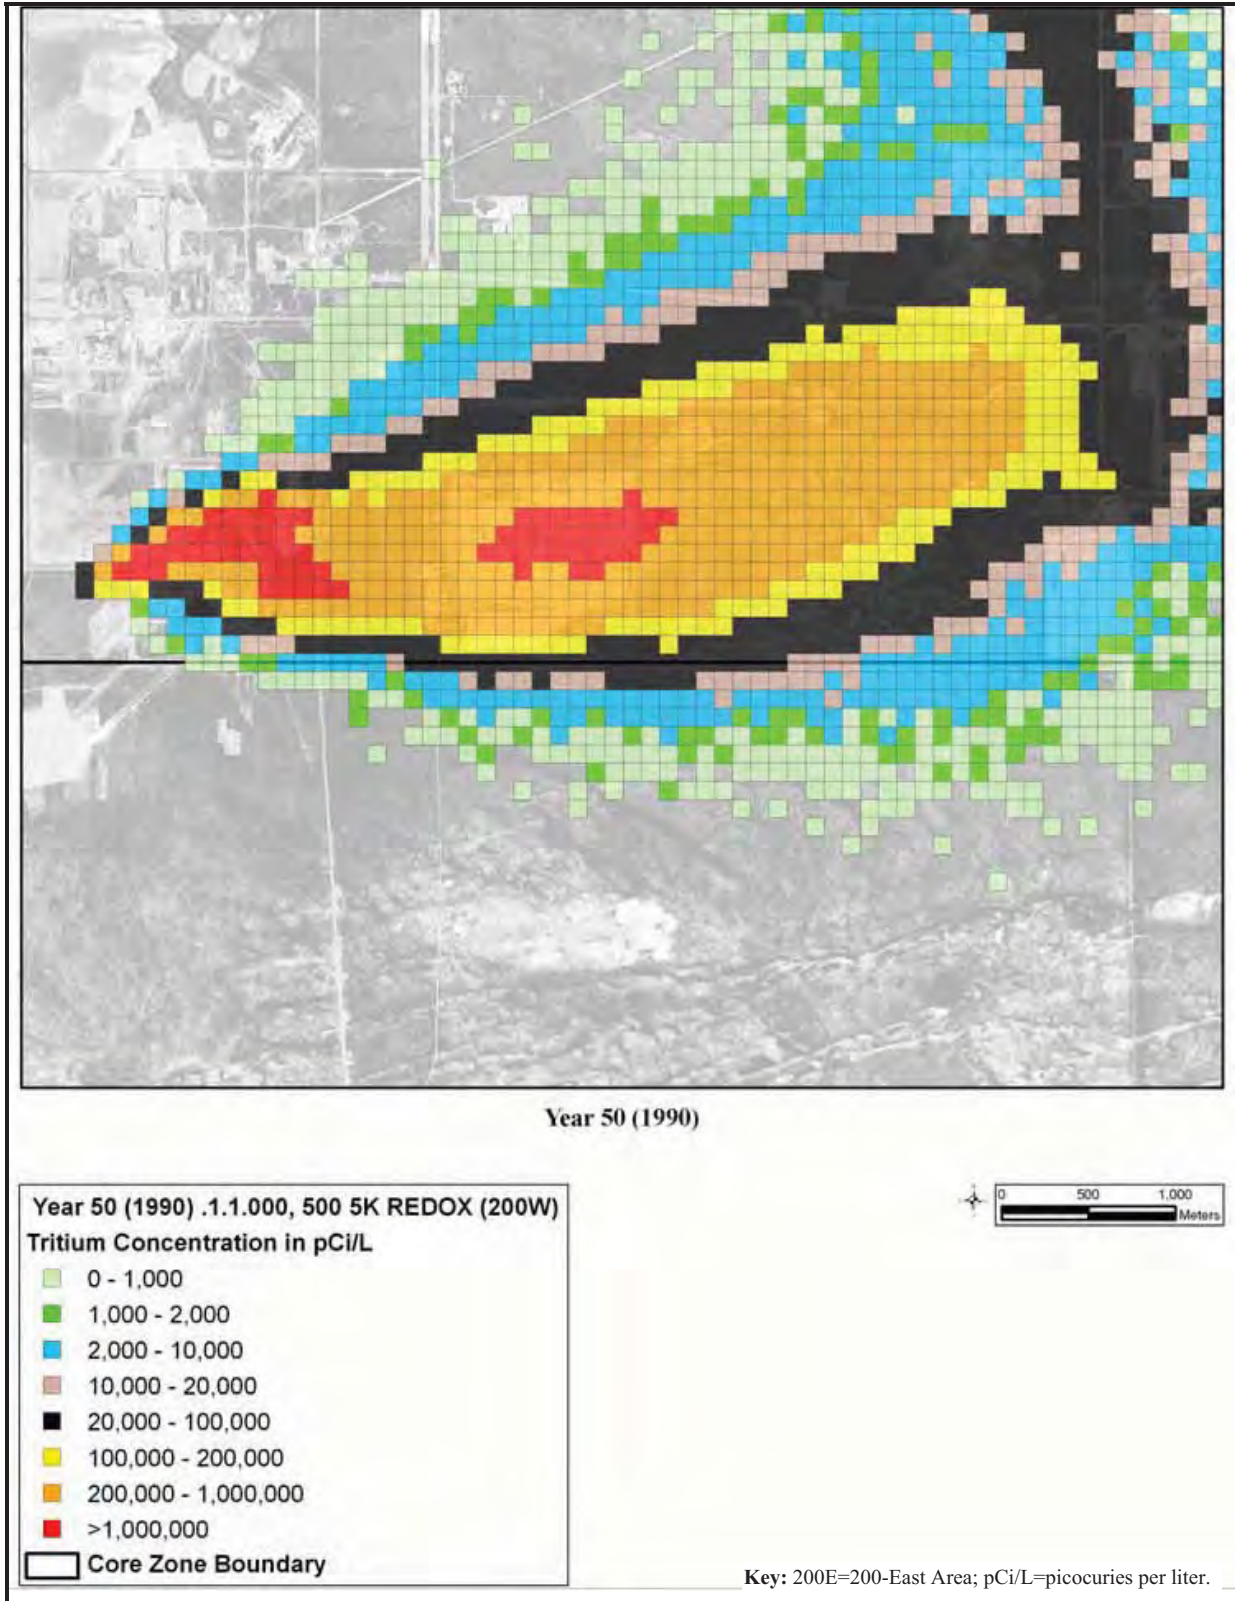 Year 50 (1990)
Year 50 (1990) .1.1.000, 500 5K REDOX (200W)
Tritium Concentration in pCi/L
0 - 1,000
1,000 - 2,000
2,000 - 10,000
10,000 - 20,000
20,000 - 100,000
100,000 - 200,000
200,000 - 1,000,000
>1,000,000
Core Zone Boundary
0 500 1,000
Meters
Key: 200E=200-East Area; pCi/L=picocuries per liter.